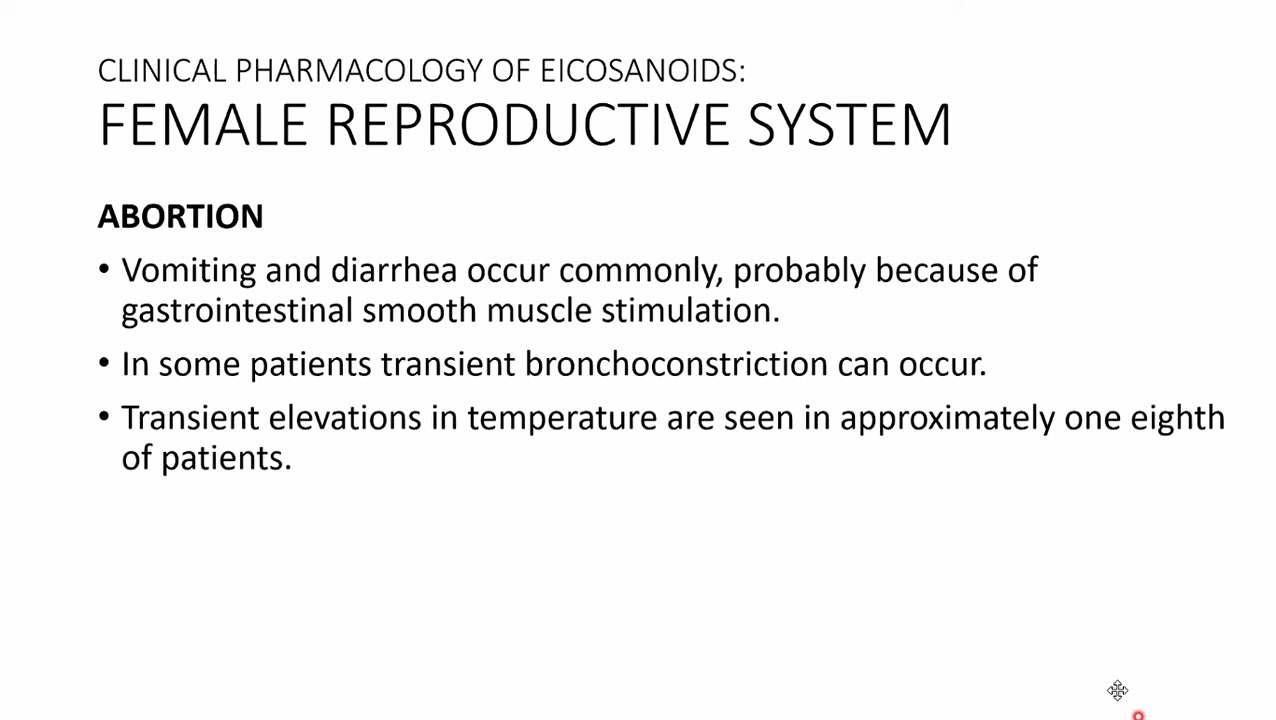 CLINICAL PHARMACOLOGY OF EICOSANOIDS:
FEMALE REPRODUCTIVE SYSTEM
ABORTION
• Vomiting and diarrhea occur commonly, probably because of
gastrointestinal smooth muscle stimulation.
• In some patients transient bronchoconstriction can occur.
• Transient elevations in temperature are seen in approximately one eighth
of patients.